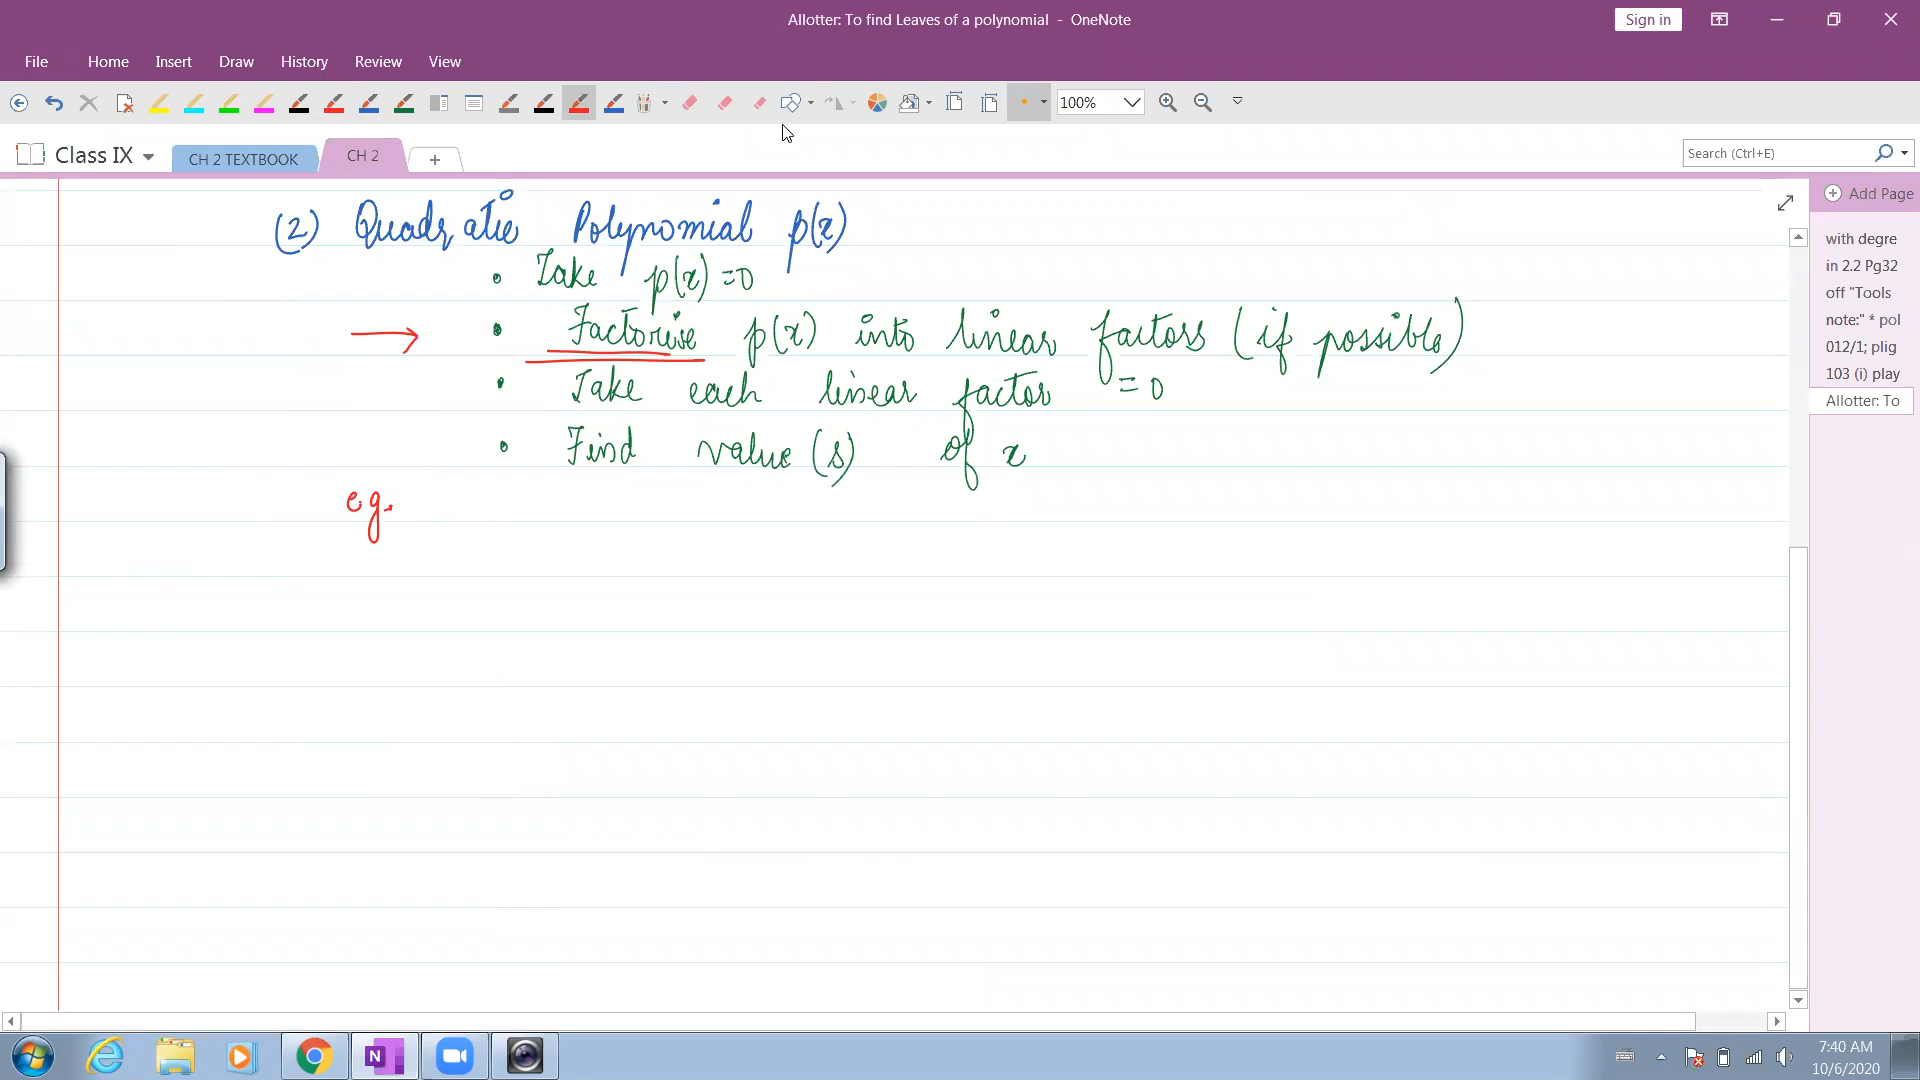 Allotter: To find Leaves of a polynomial - OneNote
Sign in
File Home Insert Draw History Review View
100%
Class IX
CH 2 TEXTBOOK
CH 2
Search (Ctrl+E)
Add Page
(2) Quadratic Polynomial p(x)
• Take p(x) = 0
→ • Factorise p(x) into linear factors (if possible)
• Take each linear factor = 0
• Find value(s) of x
e.g.
with degre
in 2.2 Pg32
off "Tools
note:" * pol
012/1; plig
103 (i) play
Allotter: To
7:40 AM
10/6/2020